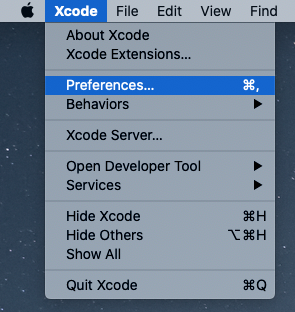 Xcode File Edit View Find
About Xcode
Xcode Extensions...
Preferences... ⌘,
Behaviors ▶
Xcode Server...
Open Developer Tool ▶
Services ▶
Hide Xcode ⌘H
Hide Others ⌥⌘H
Show All
Quit Xcode ⌘Q